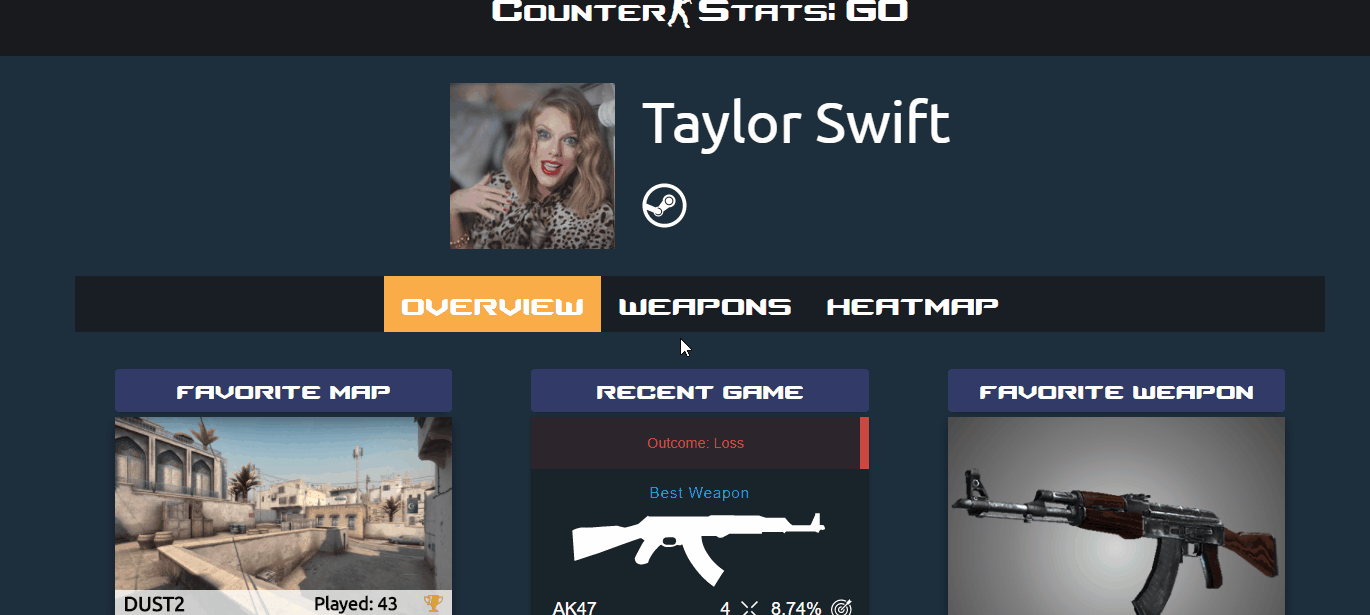 Counter Stats: GO
Taylor Swift
OVERVIEW WEAPONS HEATMAP
FAVORITE MAP
RECENT GAME
FAVORITE WEAPON
Outcome: Loss
Best Weapon
DUST2 Played: 43
AK47 4 8.74%